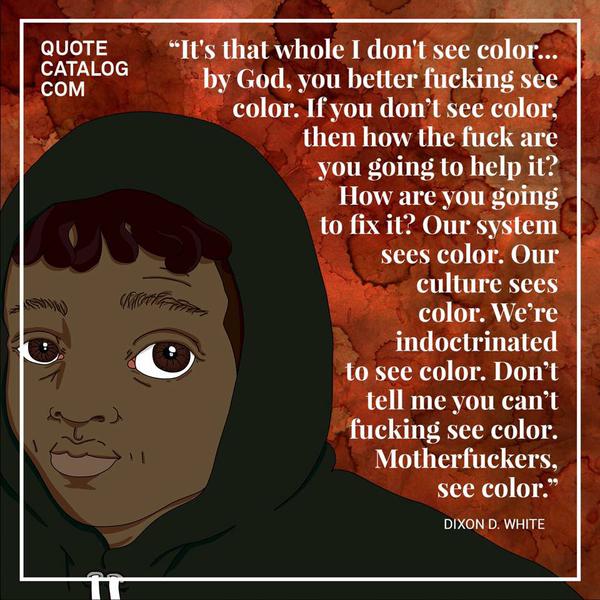 QUOTE
CATALOG
COM
“It's that whole I don't see color...
by God, you better fucking see
color. If you don’t see color,
then how the fuck are
you going to help it?
How are you going
to fix it? Our system
sees color. Our
culture sees
color. We’re
indoctrinated
to see color. Don’t
tell me you can’t
fucking see color.
Motherfuckers,
see color.”
DIXON D. WHITE